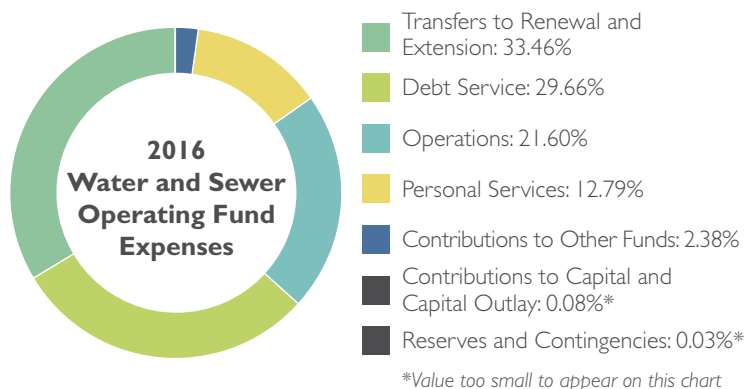 2016
Water and Sewer
Operating Fund
Expenses
Transfers to Renewal and
Extension: 33.46%
Debt Service: 29.66%
Operations: 21.60%
Personal Services: 12.79%
Contributions to Other Funds: 2.38%
Contributions to Capital and
Capital Outlay: 0.08%*
Reserves and Contingencies: 0.03%*
*Value too small to appear on this chart